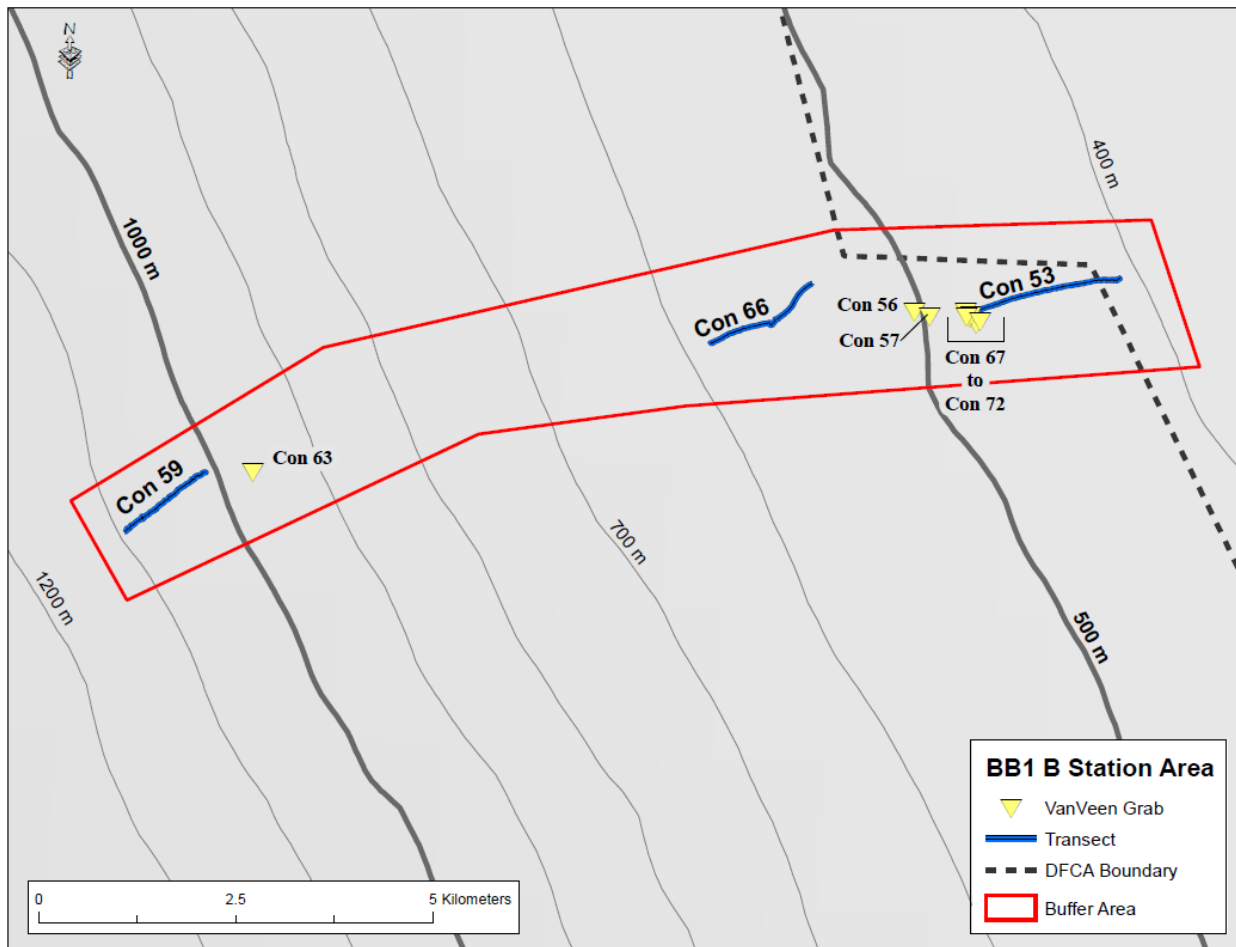 N
400 m
1000 m
Con 53
Con 66
Con 56
Con 57
Con 67
to
Con 72
Con 63
Con 59
700 m
1200 m
500 m
BB1 B Station Area
VanVeen Grab
Transect
DFCA Boundary
Buffer Area
0 2.5 5 Kilometers